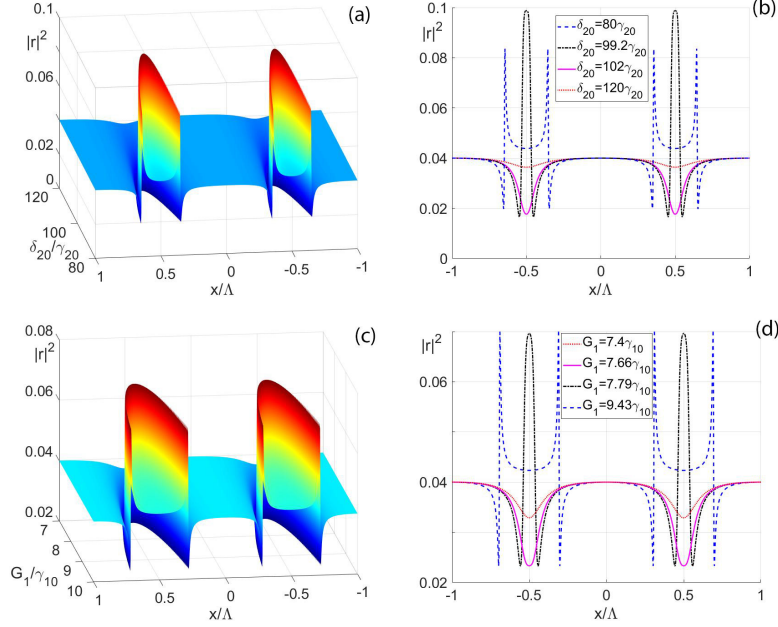 (a)
0.1
|r|²
0.06
0.04
0.02
0
120
100
80
δ₂₀/γ₂₀
1
0.5
0
-0.5
-1
x/Λ
(b)
0.1
|r|²
0.08
0.06
0.04
0.02
0
δ₂₀=80γ₂₀
δ₂₀=99.2γ₂₀
δ₂₀=102γ₂₀
δ₂₀=120γ₂₀
-1
-0.5
0
0.5
1
x/Λ
(c)
0.08
|r|²
0.06
0.04
0.02
7
8
9
10
G₁/γ₁₀
1
0.5
0
-0.5
-1
x/Λ
(d)
|r|²
0.06
0.04
0.02
G₁=7.4γ₁₀
G₁=7.66γ₁₀
G₁=7.79γ₁₀
G₁=9.43γ₁₀
-1
-0.5
0
0.5
1
x/Λ